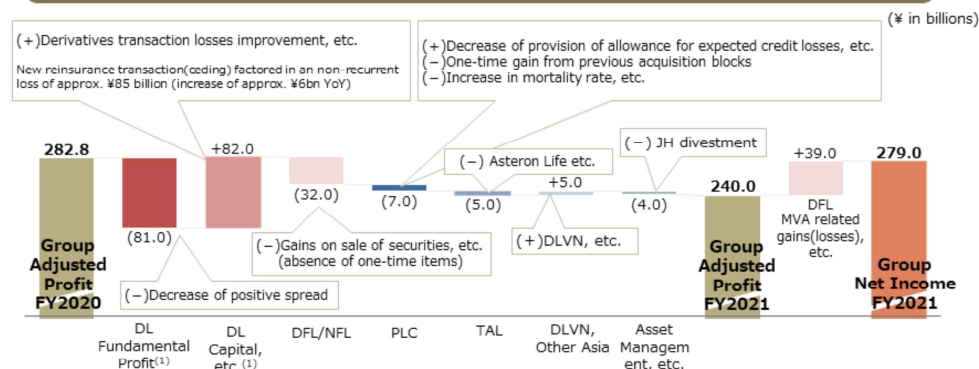 (¥ in billions)
(+)Derivatives transaction losses improvement, etc.
New reinsurance transaction(ceding) factored in an non-recurrent
loss of approx. ¥85 billion (increase of approx. ¥6bn YoY)
(+)Decrease of provision of allowance for expected credit losses, etc.
(−)One-time gain from previous acquisition blocks
(−)Increase in mortality rate, etc.
282.8
+82.0
(−) Asteron Life etc.
(−) JH divestment
+39.0
279.0
(81.0)
(32.0)
(7.0)
(5.0)
+5.0
(4.0)
240.0
DFL
MVA related
gains(losses),
etc.
Group
Adjusted
Profit
FY2020
(−)Gains on sale of securities, etc.
(absence of one-time items)
(+)DLVN, etc.
Group
Adjusted
Profit
FY2021
Group
Net Income
FY2021
(−)Decrease of positive spread
DL
Fundamental
Profit(1)
DL
Capital,
etc.(1)
DFL/NFL
PLC
TAL
DLVN,
Other Asia
Asset
Managem
ent, etc.